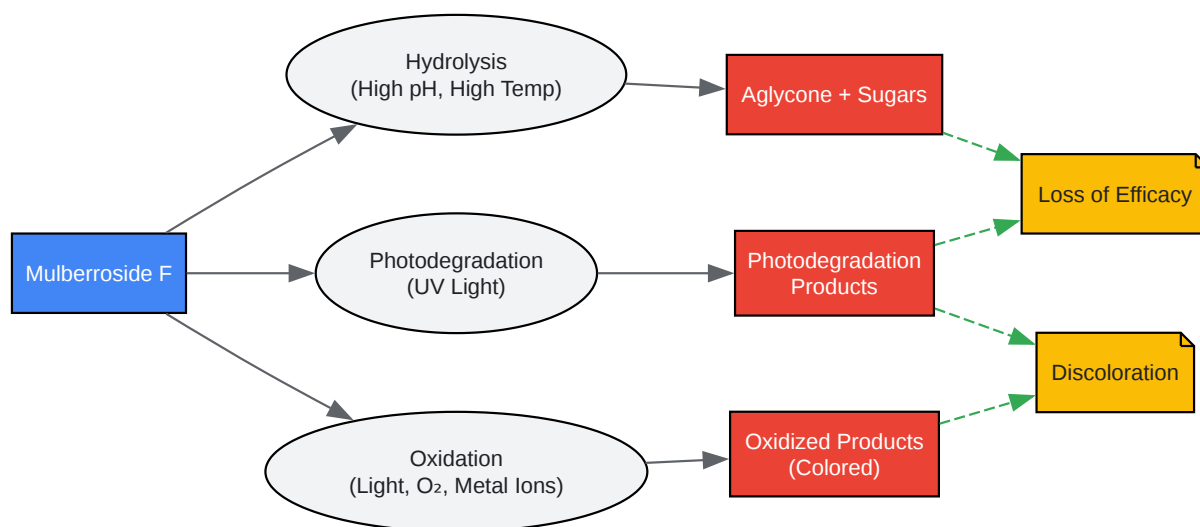 Hydrolysis
(High pH, High Temp)
Aglycone + Sugars
Loss of Efficacy
Mulberroside F
Photodegradation
(UV Light)
Photodegradation
Products
Discoloration
Oxidation
(Light, O₂, Metal Ions)
Oxidized Products
(Colored)